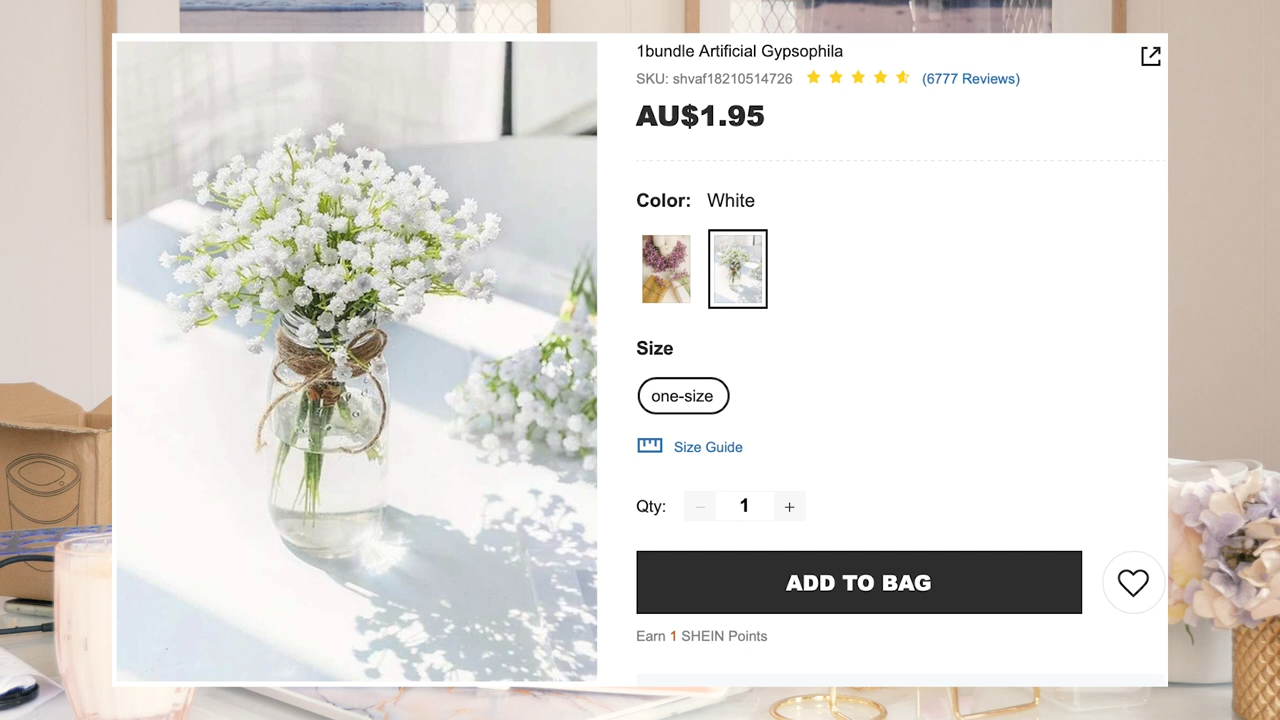 1bundle Artificial Gypsophila
SKU: shvaf18210514726 (6777 Reviews)
AU$1.95
Color: White
Size
one-size
Size Guide
Qty: − 1 +
ADD TO BAG
Earn 1 SHEIN Points